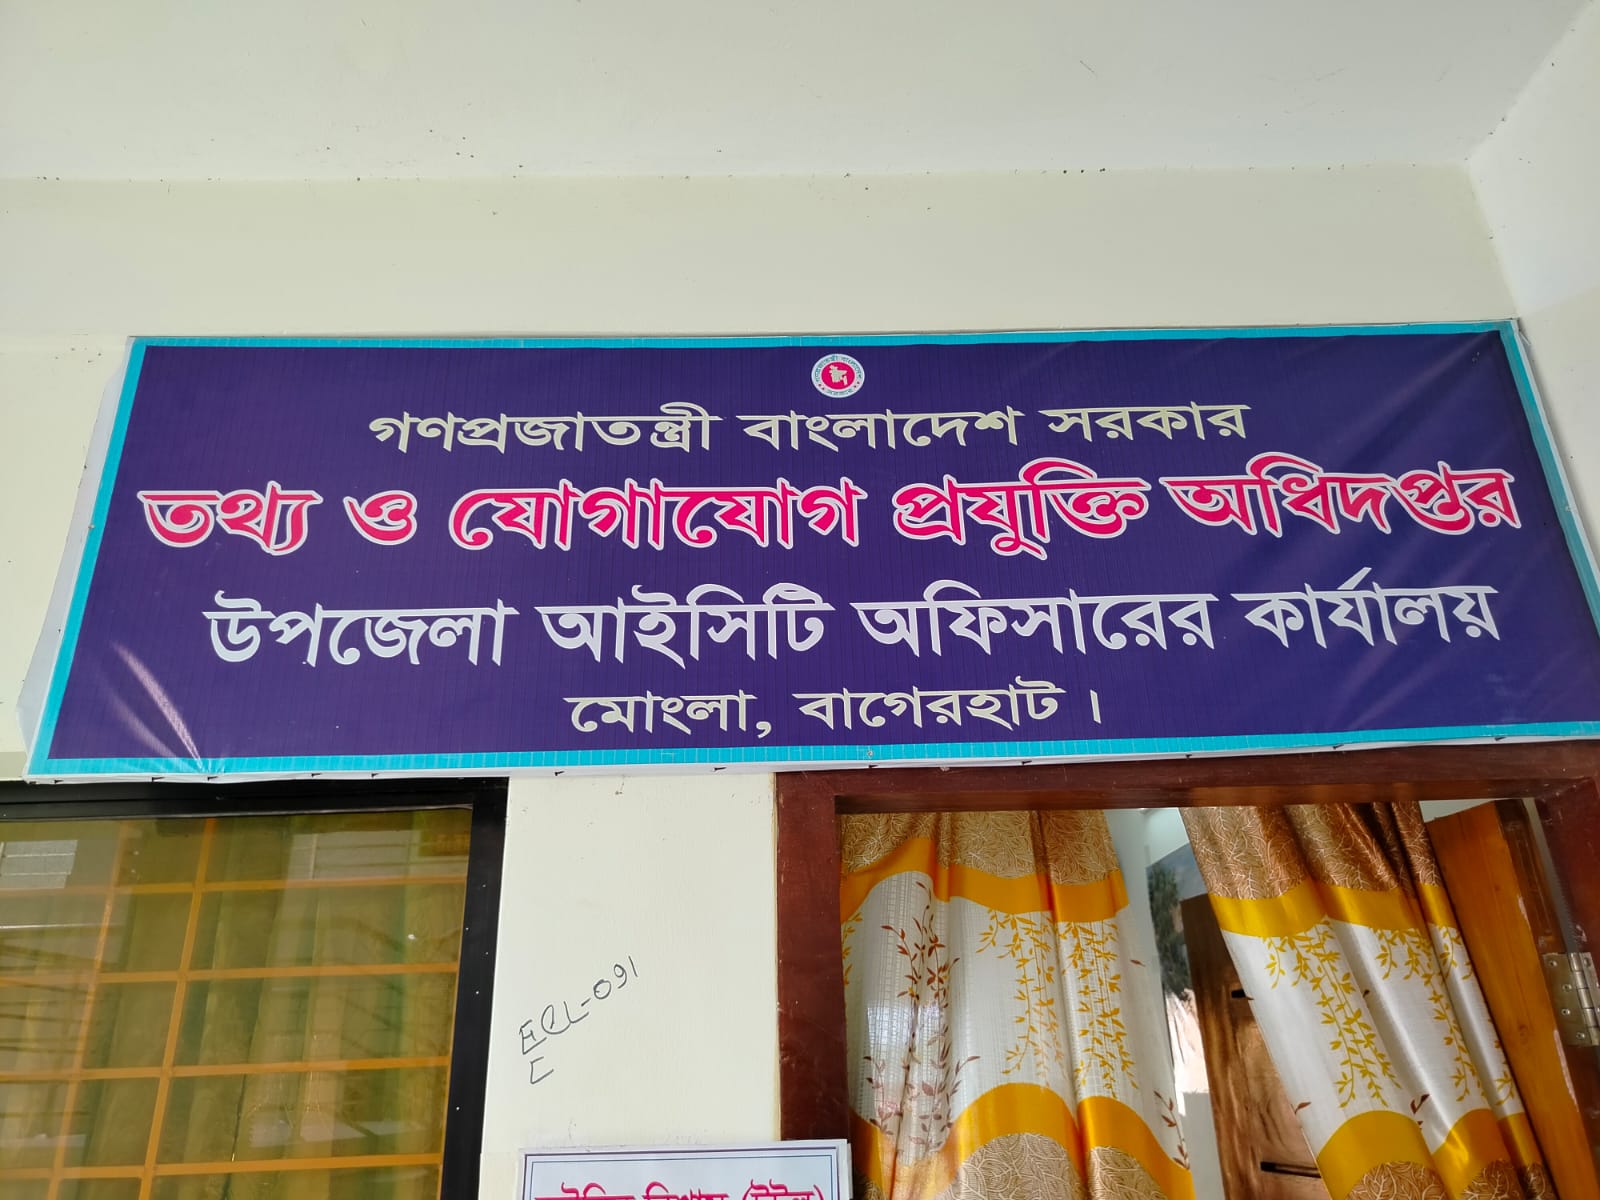 গণপ্রজাতন্ত্রী বাংলাদেশ সরকার
তথ্য ও যোগাযোগ প্রযুক্তি অধিদপ্তর
উপজেলা আইসিটি অফিসারের কার্যালয়
মোংলা, বাগেরহাট।
ECL-091
E